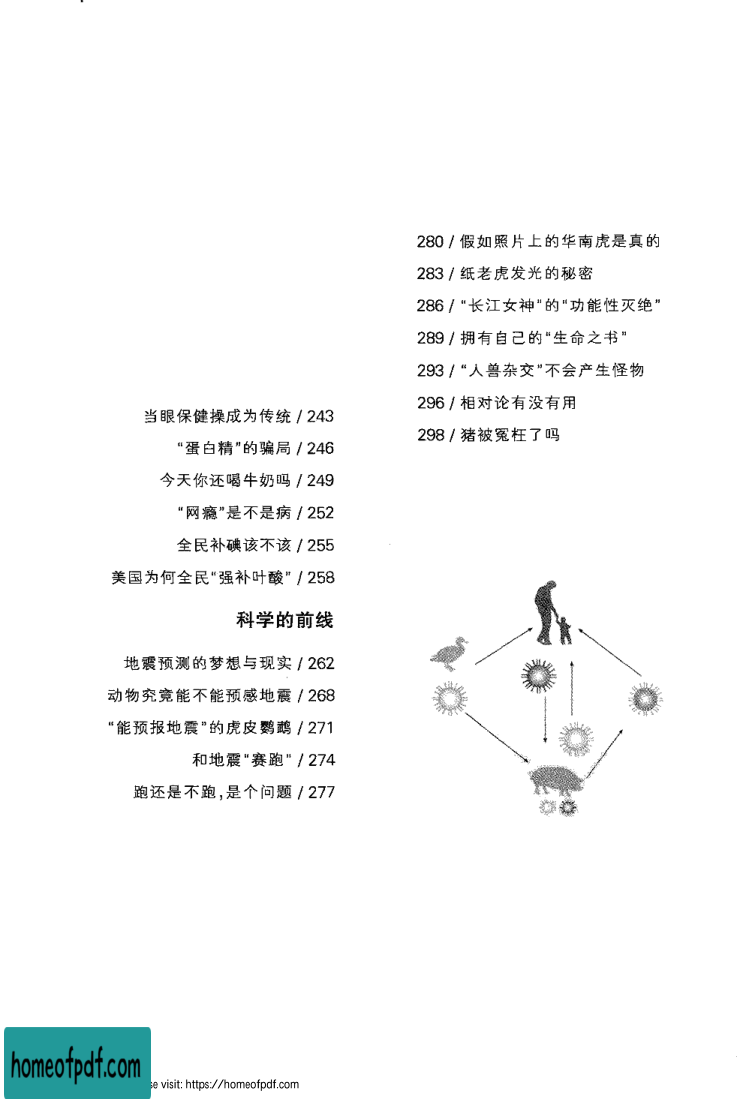 当眼保健操成为传统 / 243
“蛋白精”的骗局 / 246
今天你还喝牛奶吗 / 249
“网瘾”是不是病 / 252
全民补碘该不该 / 255
美国为何全民“强补叶酸” / 258
科学的前线
地震预测的梦想与现实 / 262
动物究竟能不能预感地震 / 268
“能预报地震”的虎皮鹦鹉 / 271
和地震“赛跑” / 274
跑还是不跑,是个问题 / 277
280 / 假如照片上的华南虎是真的
283 / 纸老虎发光的秘密
286 / “长江女神”的“功能性灭绝”
289 / 拥有自己的“生命之书”
293 / “人兽杂交”不会产生怪物
296 / 相对论有没有用
298 / 猪被冤枉了吗
homeofpdf.com
se visit: https://homeofpdf.com